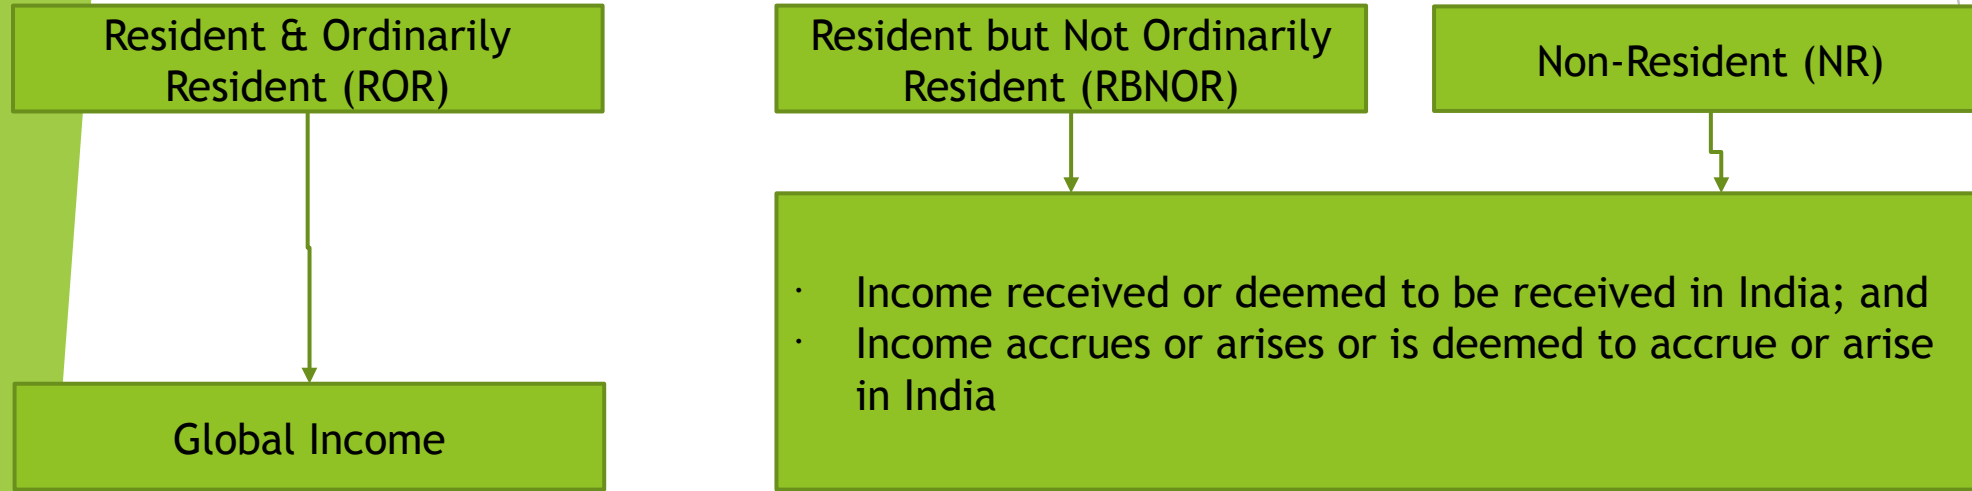 Resident & Ordinarily
Resident (ROR)
Resident but Not Ordinarily
Resident (RBNOR)
Non-Resident (NR)
· Income received or deemed to be received in India; and
· Income accrues or arises or is deemed to accrue or arise
in India
Global Income